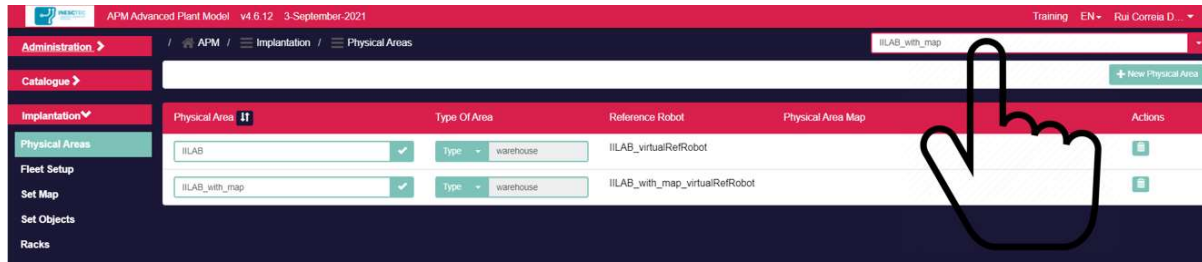 INESCTEC APM Advanced Plant Model v4.6.12 3-September-2021 Training EN Rui Correia D...
Administration / APM / Implantation / Physical Areas IILAB_with_map
Catalogue + New Physical Area
Implantation Physical Area Type Of Area Reference Robot Physical Area Map Actions
Physical Areas IILAB Type warehouse IILAB_virtualRefRobot
Fleet Setup
Set Map IILAB_with_map Type warehouse IILAB_with_map_virtualRefRobot
Set Objects
Racks